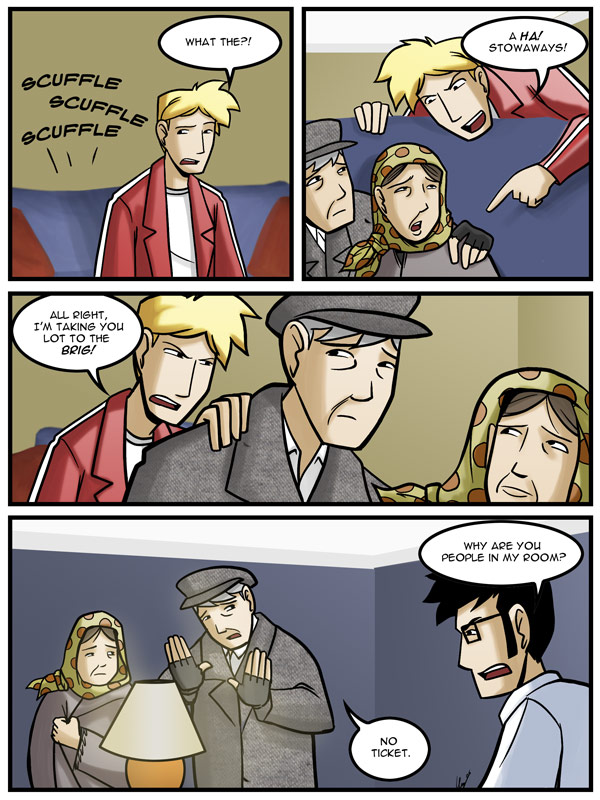 WHAT THE?!
SCUFFLE
SCUFFLE
SCUFFLE
A HA!
STOWAWAYS!
ALL RIGHT,
I'M TAKING YOU
LOT TO THE
BRIG!
WHY ARE YOU
PEOPLE IN MY ROOM?
NO
TICKET.